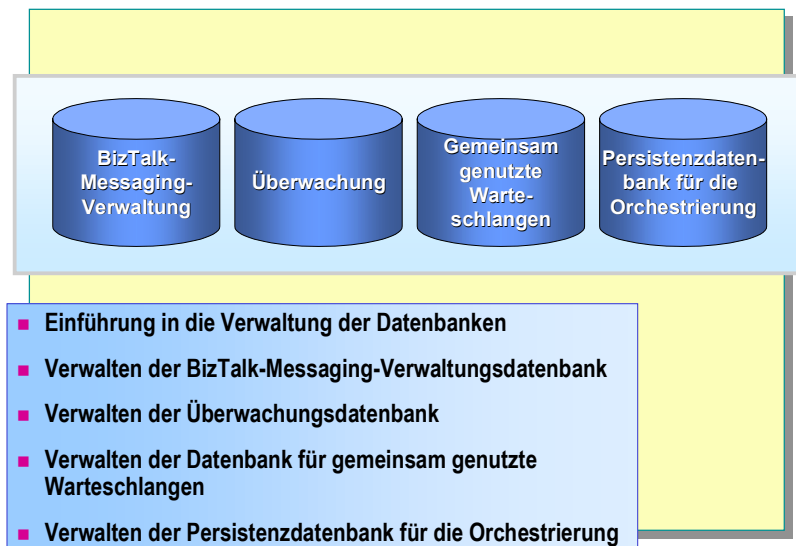 BizTalk-
Messaging-
Verwaltung
Überwachung
Gemeinsam
genutzte
Warte-
schlangen
Persistenzdaten-
bank für die
Orchestrierung
Einführung in die Verwaltung der Datenbanken
Verwalten der BizTalk-Messaging-Verwaltungsdatenbank
Verwalten der Überwachungsdatenbank
Verwalten der Datenbank für gemeinsam genutzte
Warteschlangen
Verwalten der Persistenzdatenbank für die Orchestrierung